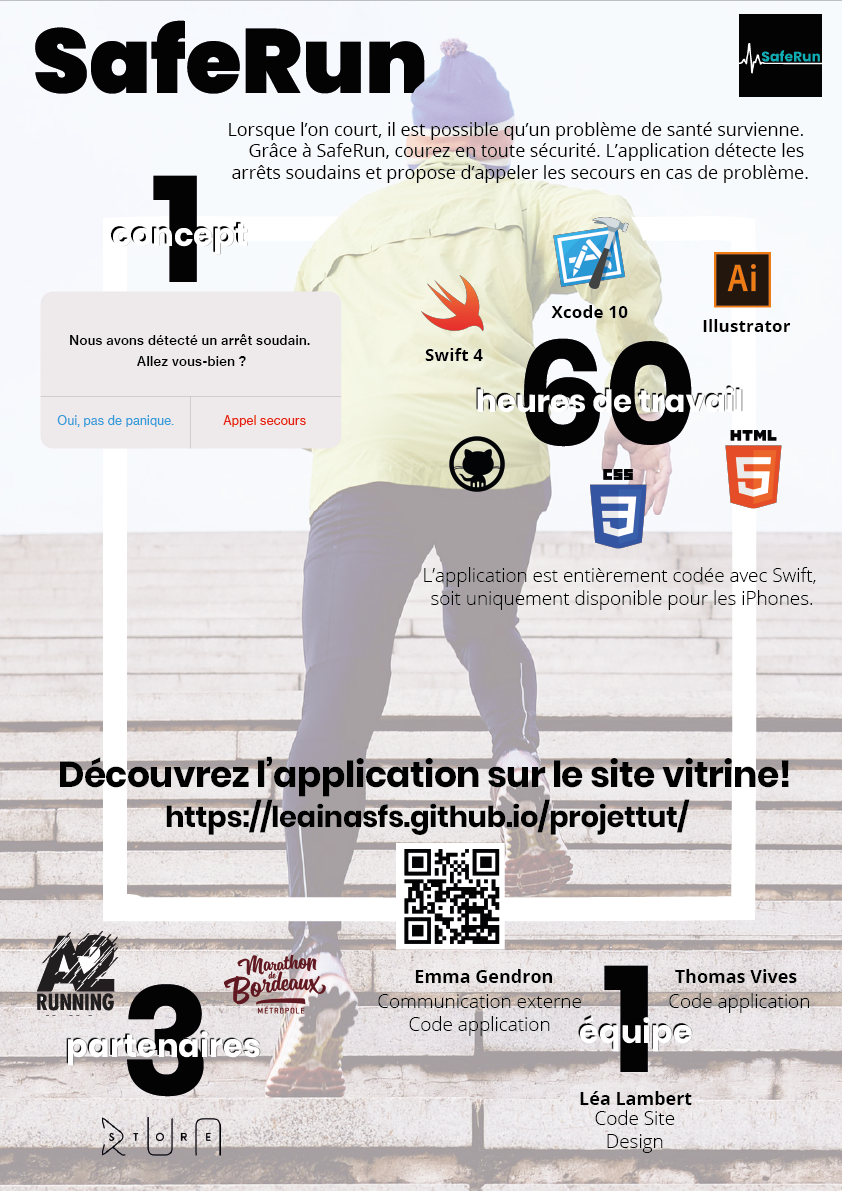 SafeRun
SafeRun
Lorsque l'on court, il est possible qu'un problème de santé survienne.
Grâce à SafeRun, courez en toute sécurité. L'application détecte les
arrêts soudains et propose d'appeler les secours en cas de problème.
1
concept
Nous avons détecté un arrêt soudain.
Allez vous-bien ?
Oui, pas de panique.
Appel secours
Swift 4
Xcode 10
Ai
Illustrator
60
heures de travail
CSS
3
HTML
5
L'application est entièrement codée avec Swift,
soit uniquement disponible pour les iPhones.
Découvrez l'application sur le site vitrine!
https://leainasfs.github.io/projettut/
A2
RUNNING
Marathon
de
Bordeaux
MÉTROPOLE
3
partenaires
STORE
1
équipe
Emma Gendron
Communication externe
Code application
Thomas Vives
Code application
Léa Lambert
Code Site
Design